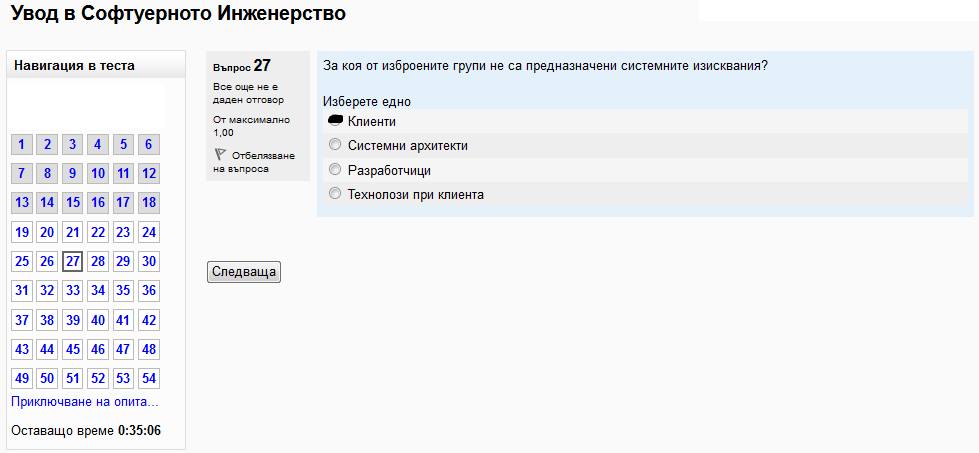 Увод в Софтуерното Инженерство
Навигация в теста
1 2 3 4 5 6
7 8 9 10 11 12
13 14 15 16 17 18
19 20 21 22 23 24
25 26 27 28 29 30
31 32 33 34 35 36
37 38 39 40 41 42
43 44 45 46 47 48
49 50 51 52 53 54
Приключване на опита...
Оставащо време 0:35:06
Въпрос 27
Все още не е
даден отговор
От максимално
1,00
Отбелязване
на въпроса
За коя от изброените групи не са предназначени системните изисквания?
Изберете едно
Клиенти
Системни архитекти
Разработчици
Технолози при клиента
Следваща